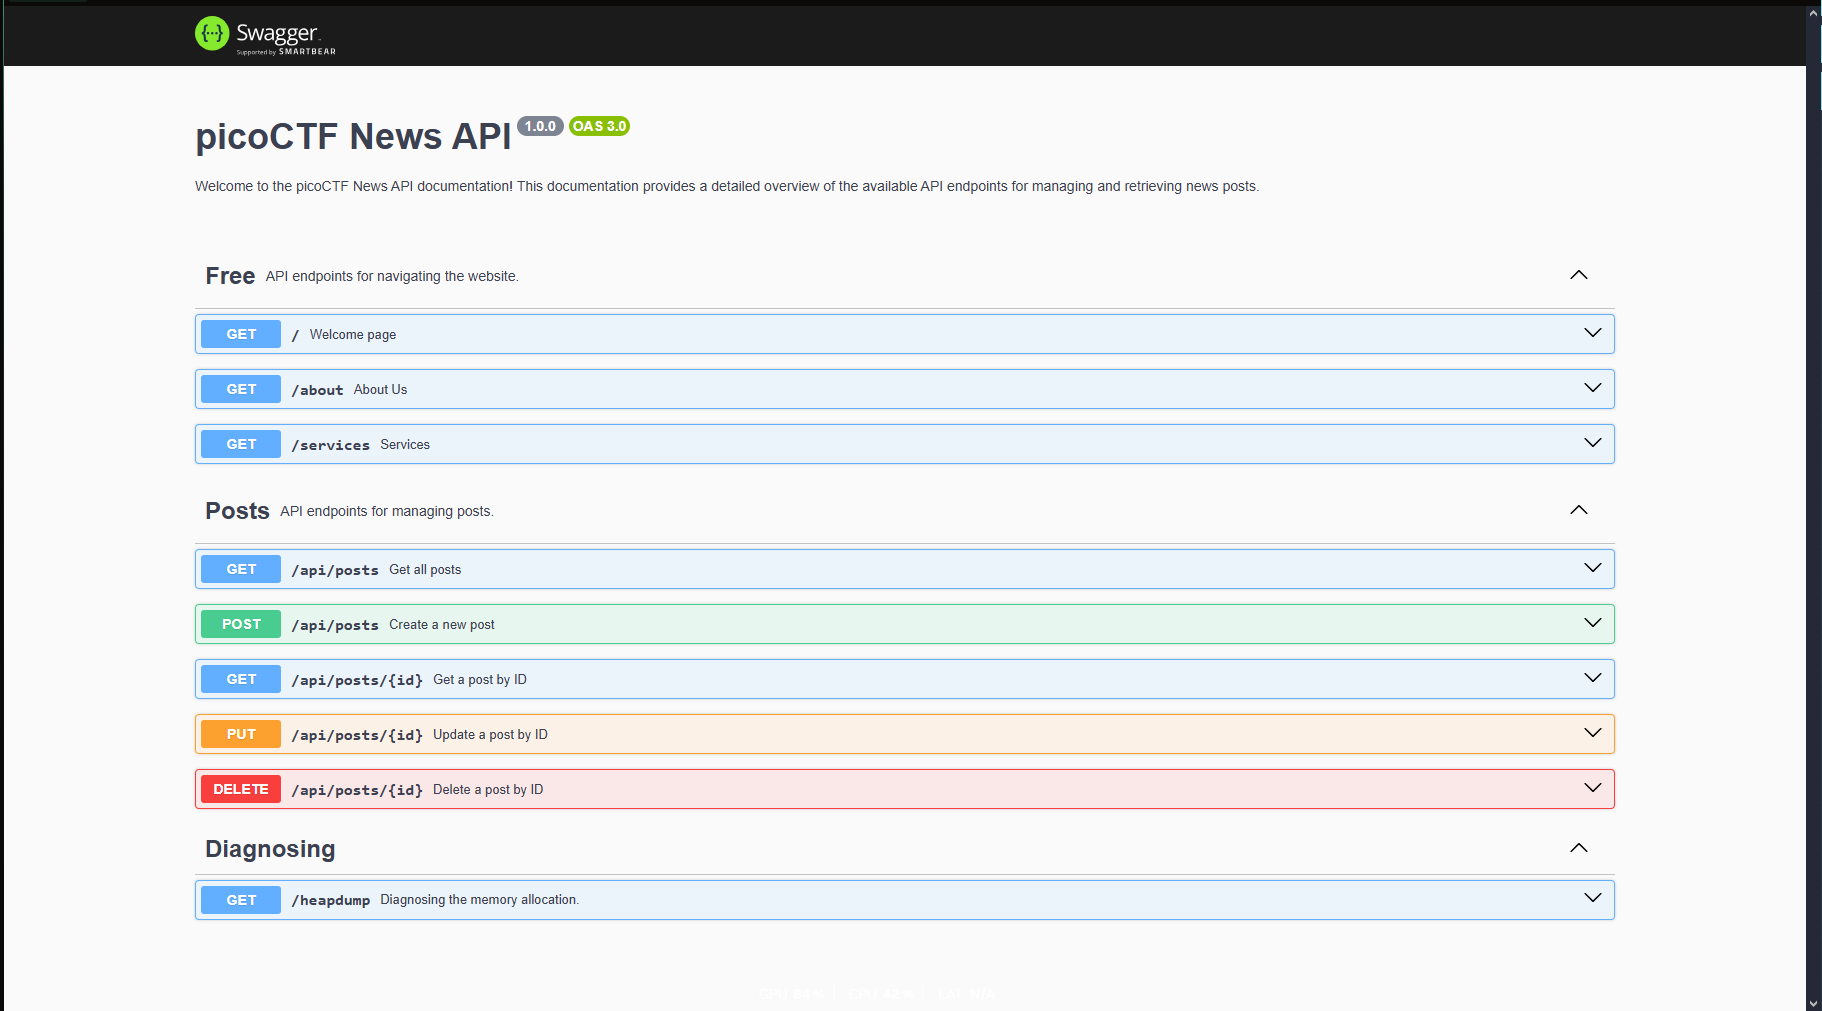 Swagger
Supported by SMARTBEAR
picoCTF News API 1.0.0 OAS 3.0
Welcome to the picoCTF News API documentation! This documentation provides a detailed overview of the available API endpoints for managing and retrieving news posts.
Free API endpoints for navigating the website.
GET / Welcome page
GET /about About Us
GET /services Services
Posts API endpoints for managing posts.
GET /api/posts Get all posts
POST /api/posts Create a new post
GET /api/posts/{id} Get a post by ID
PUT /api/posts/{id} Update a post by ID
DELETE /api/posts/{id} Delete a post by ID
Diagnosing
GET /heapdump Diagnosing the memory allocation.